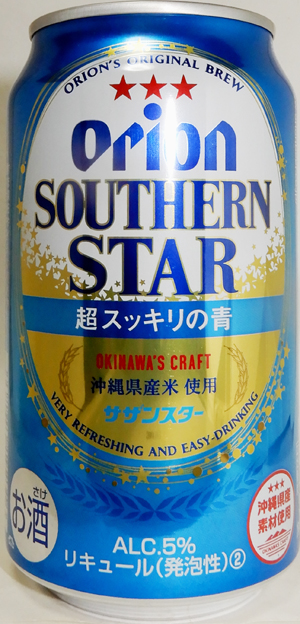 ORION'S ORIGINAL BREW
orion
SOUTHERN
STAR
超スッキリの青
OKINAWA'S CRAFT
沖縄県産米 使用
サザンスター
VERY REFRESHING AND EASY-DRINKING
さけ
お酒
沖縄県産
素材使用
ALC.5%
リキュール(発泡性)②